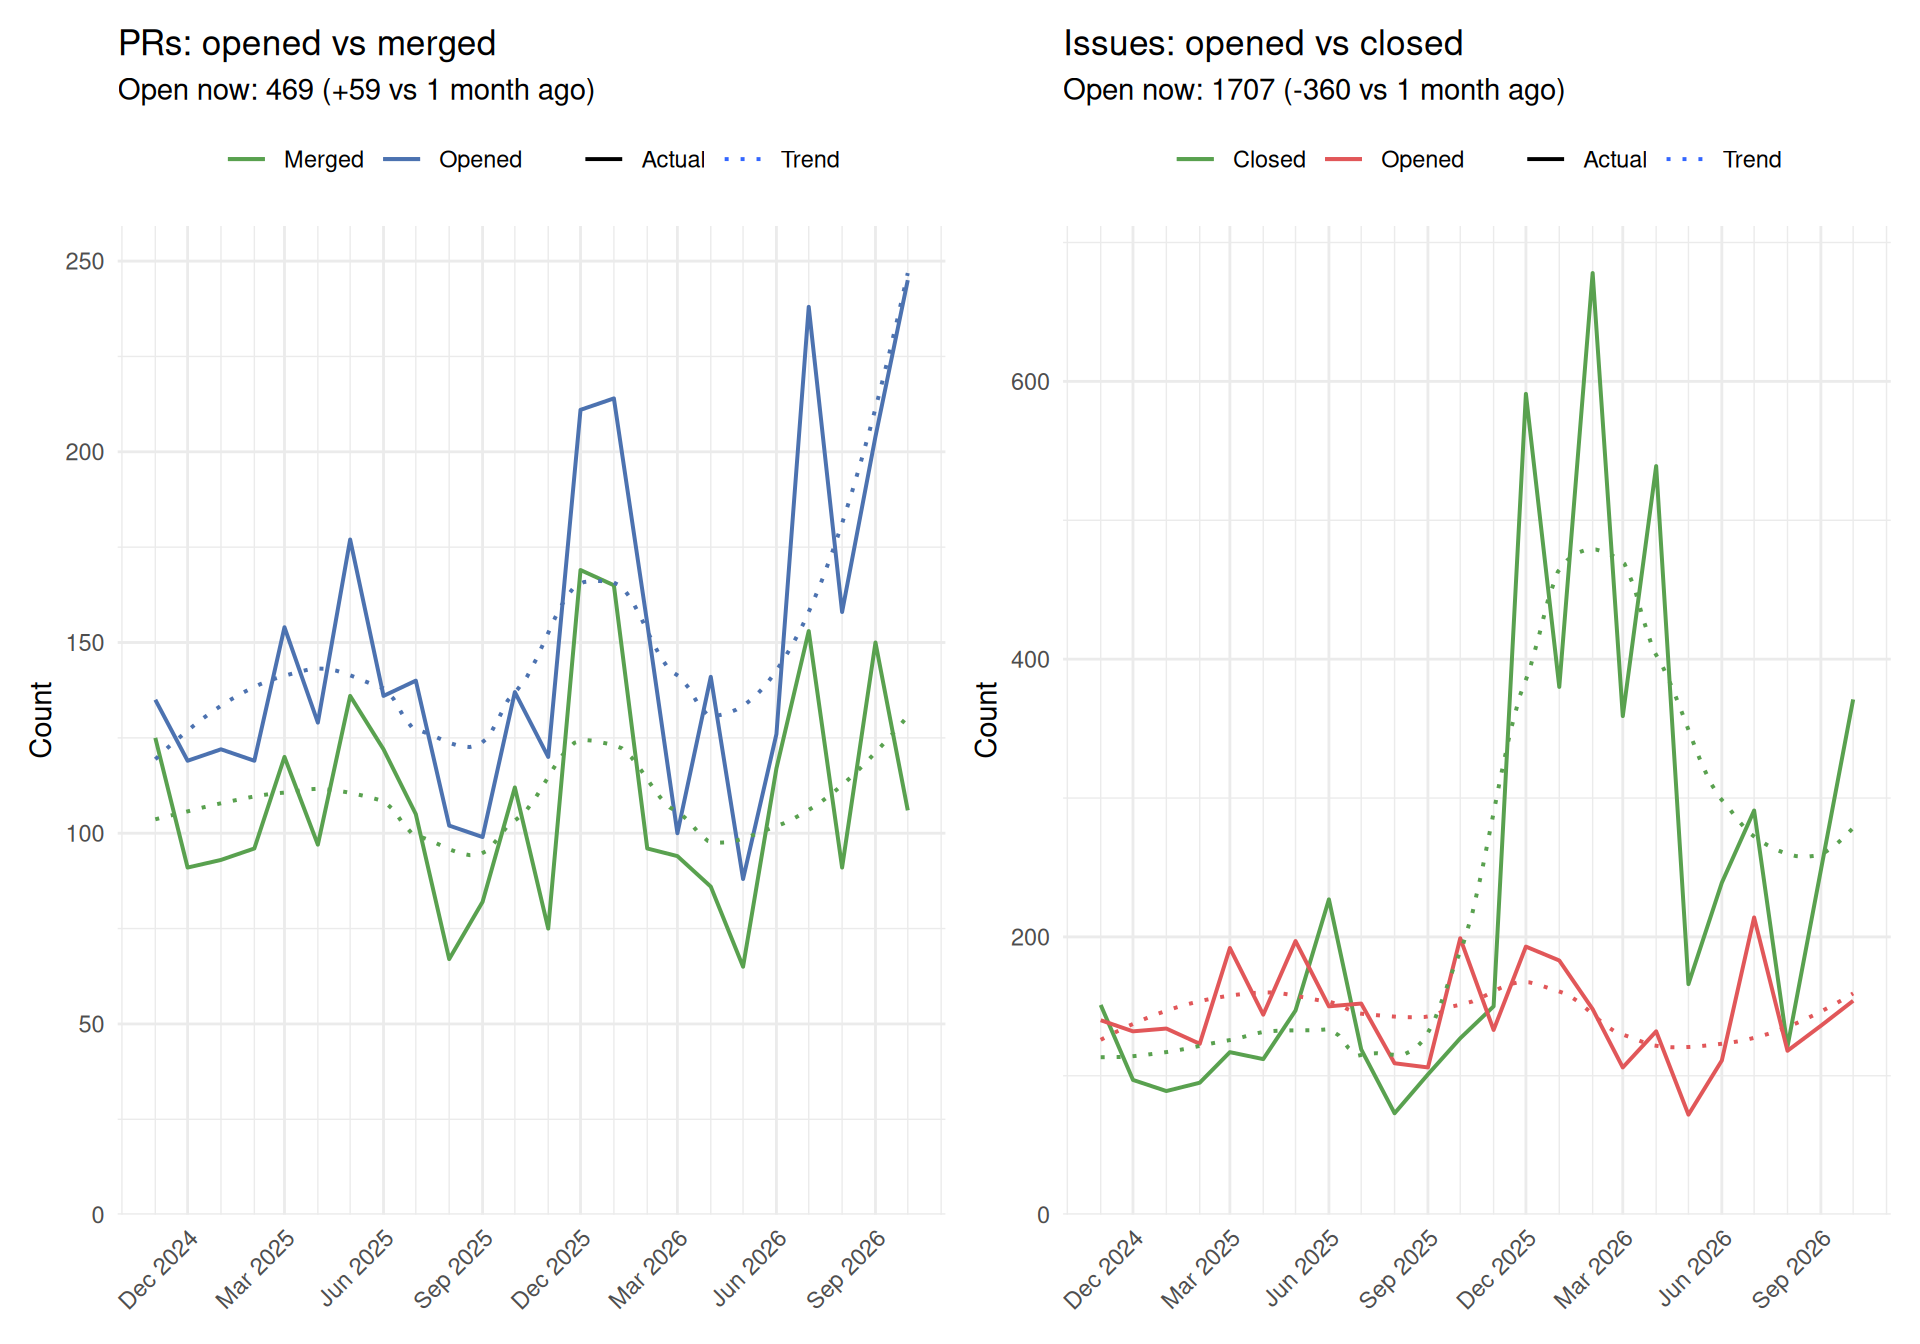 PRs: opened vs merged
Open now: 469 (+59 vs 1 month ago)
Merged Opened Actual Trend
250
200
150
100
50
0
Count
Dec 2024 Mar 2025 Jun 2025 Sep 2025 Dec 2025 Mar 2026 Jun 2026 Sep 2026
Issues: opened vs closed
Open now: 1707 (-360 vs 1 month ago)
Closed Opened Actual Trend
600
400
200
0
Count
Dec 2024 Mar 2025 Jun 2025 Sep 2025 Dec 2025 Mar 2026 Jun 2026 Sep 2026